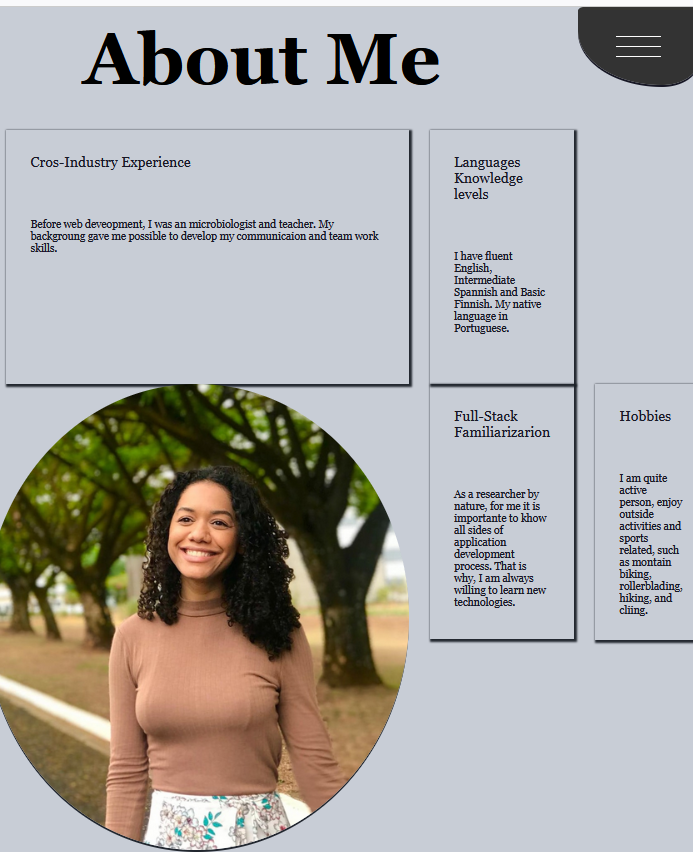 About Me
Cros-Industry Experience
Before web deveopment, I was an microbiologist and teacher. My
backgroung gave me possible to develop my communicaion and team work
skills.
Languages
Knowledge
levels
I have fluent
English,
Intermediate
Spannish and Basic
Finnish. My native
language in
Portuguese.
Full-Stack
Familiarizarion
As a researcher by
nature, for me it is
importante to khow
all sides of
application
development
process. That is
why, I am always
willing to learn new
technologies.
Hobbies
I am quite
active
person, enjoy
outside
activities and
sports
related, such
as montain
biking,
rollerblading,
hiking, and
cliing.